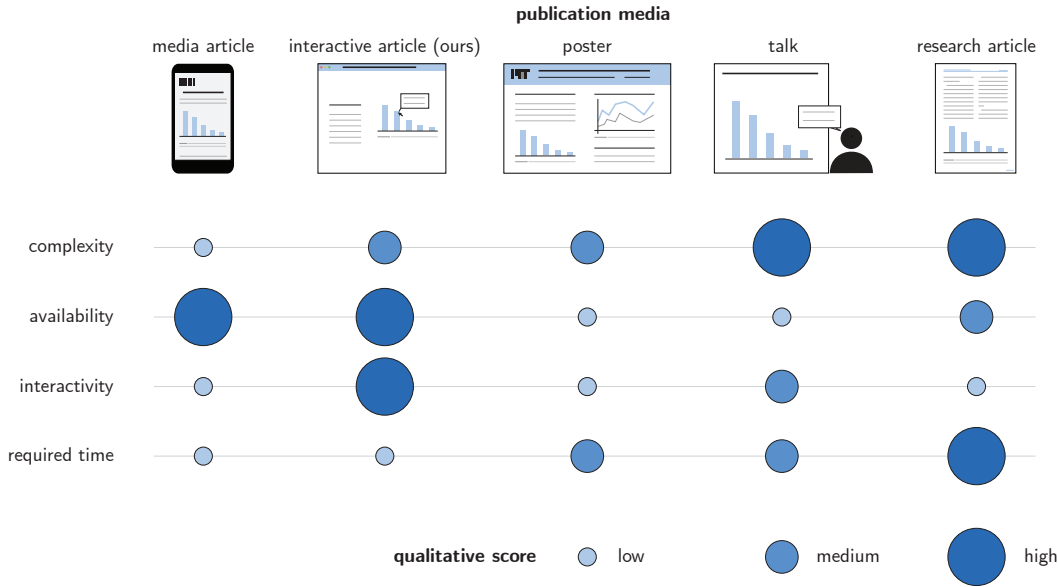 publication media
media article
interactive article (ours)
poster
talk
research article
complexity
availability
interactivity
required time
qualitative score
low
medium
high